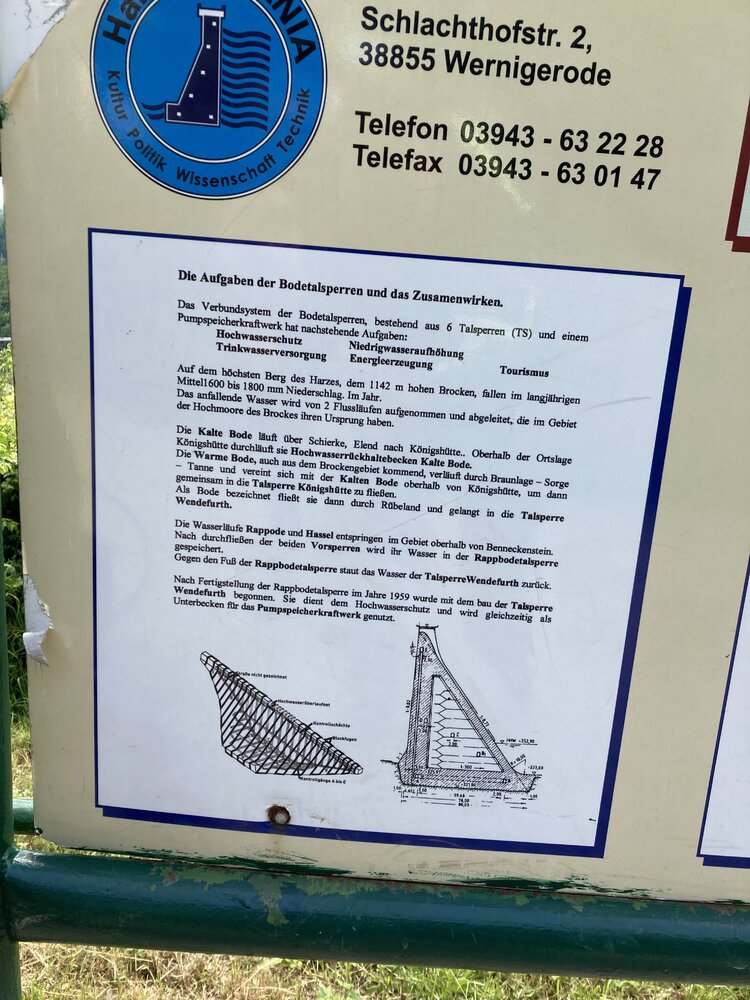 Schlachthofstr. 2,
38855 Wernigerode
Telefon 03943 - 63 22 28
Telefax 03943 - 63 01 47
Kultur Politik Wissenschaft Technik
Die Aufgaben der Bodetalsperren und das Zusamenwirken.
Das Verbundsystem der Bodetalsperren, bestehend aus 6 Talsperren (TS) und einem
Pumpspeicherkraftwerk hat nachstehende Aufgaben:
Hochwasserschutz Niedrigwasseraufhöhung
Trinkwasserversorgung Energieerzeugung Tourismus
Auf dem höchsten Berg des Harzes, dem 1142 m hohen Brocken, fallen im langjährigen
Mittel1600 bis 1800 mm Niederschlag. Im Jahr.
Das anfallende Wasser wird von 2 Flussläufen aufgenommen und abgeleitet, die im Gebiet
der Hochmoore des Brockes ihren Ursprung haben.
Die Kalte Bode läuft über Schierke, Elend nach Königshütte.. Oberhalb der Ortslage
Königshütte durchläuft sie Hochwasserrückhaltebecken Kalte Bode.
Die Warme Bode, auch aus dem Brockengebiet kommend, verläuft durch Braunlage – Sorge
– Tanne und vereint sich mit der Kalten Bode oberhalb von Königshütte, um dann
gemeinsam in die Talsperre Königshütte zu fließen.
Als Bode bezeichnet fließt sie dann durch Rübeland und gelangt in die Talsperre
Wendefurth.
Die Wasserläufe Rappode und Hassel entspringen im Gebiet oberhalb von Benneckenstein.
Nach durchfließen der beiden Vorsperren wird ihr Wasser in der Rappbodetalsperre
gespeichert.
Gegen den Fuß der Rappbodetalsperre staut das Wasser der TalsperreWendefurth zurück.
Nach Fertigstellung der Rappbodetalsperre im Jahre 1959 wurde mit dem bau der Talsperre
Wendefurth begonnen. Sie dient dem Hochwasserschutz und wird gleichzeitig als
Unterbecken für das Pumpspeicherkraftwerk genutzt.
Straße nicht gezeichnet
Hochwasserüberlaufnet
Kontrollschächte
Blockfugen
Kontrollgänge A bis E